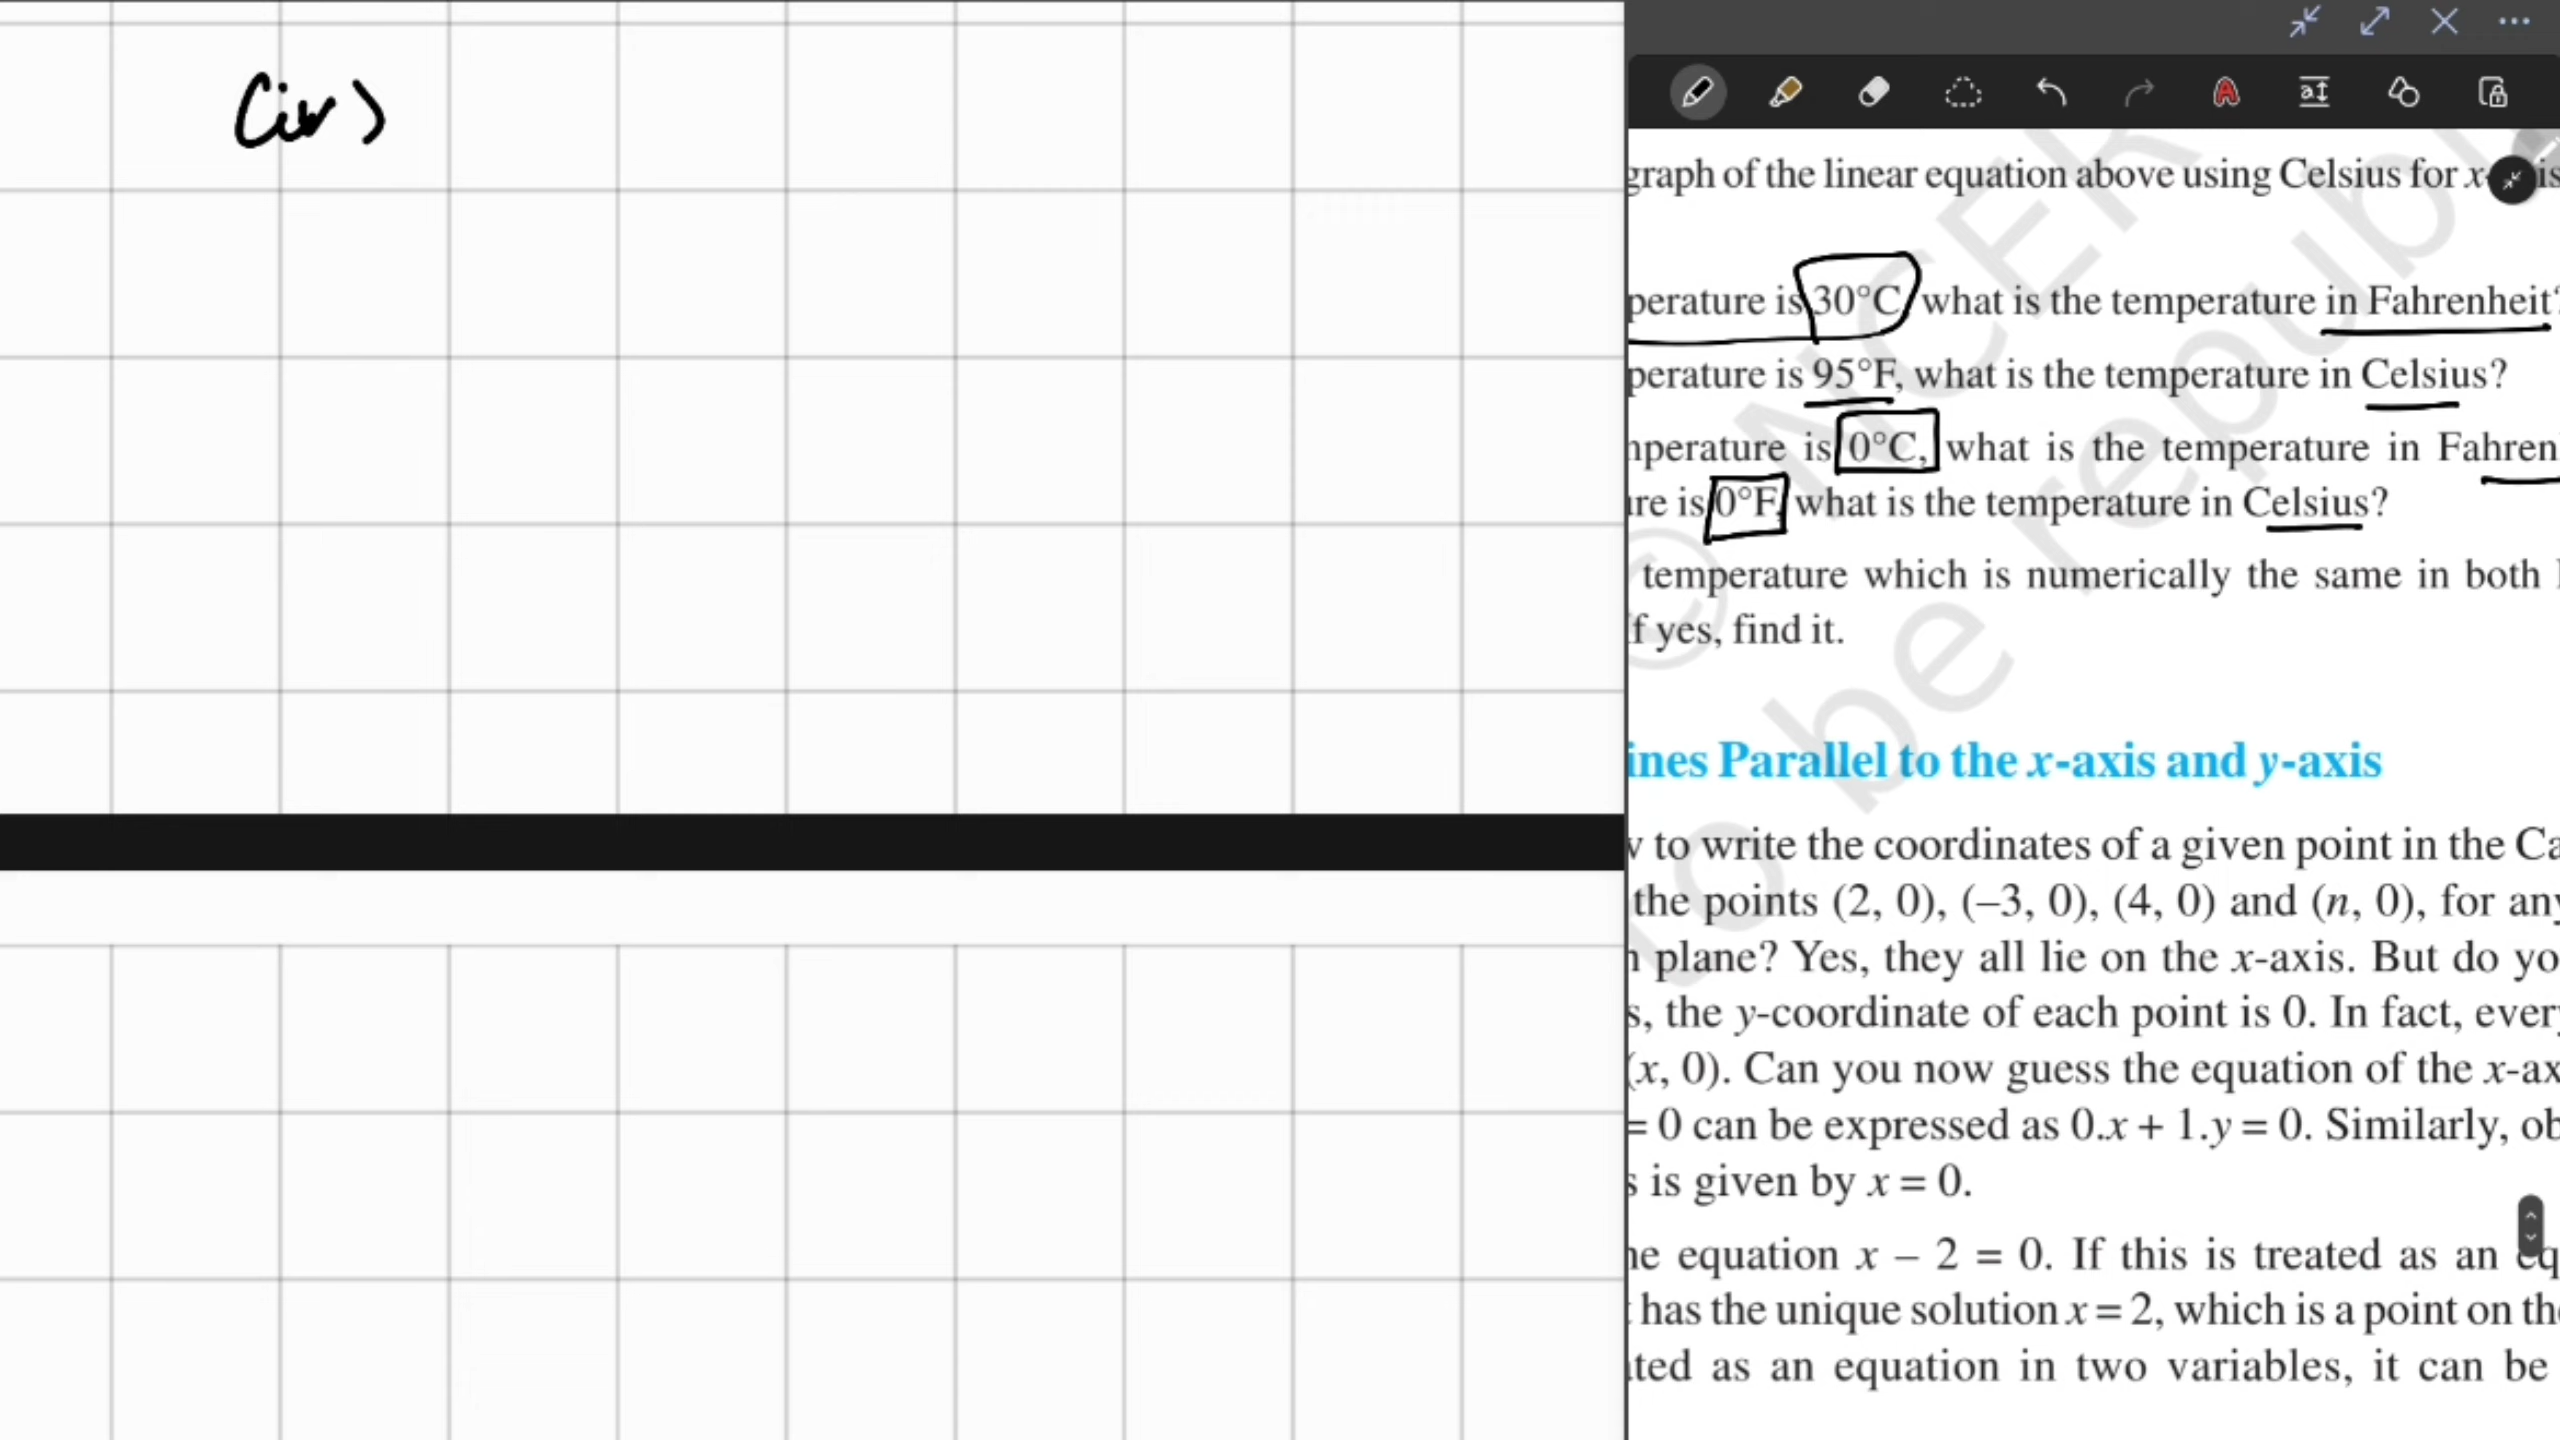 (iv)
graph of the linear equation above using Celsius for x-
perature is 30°C, what is the temperature in Fahrenheit?
perature is 95°F, what is the temperature in Celsius?
perature is 0°C, what is the temperature in Fahren
re is 0°F, what is the temperature in Celsius?
temperature which is numerically the same in both
f yes, find it.
ines Parallel to the x-axis and y-axis
to write the coordinates of a given point in the Ca
the points (2, 0), (–3, 0), (4, 0) and (n, 0), for any
plane? Yes, they all lie on the x-axis. But do yo
s, the y-coordinate of each point is 0. In fact, every
(x, 0). Can you now guess the equation of the x-ax
= 0 can be expressed as 0.x + 1.y = 0. Similarly, ob
s is given by x = 0.
he equation x – 2 = 0. If this is treated as an eq
has the unique solution x = 2, which is a point on the
ted as an equation in two variables, it can be
© NCER
o be republ